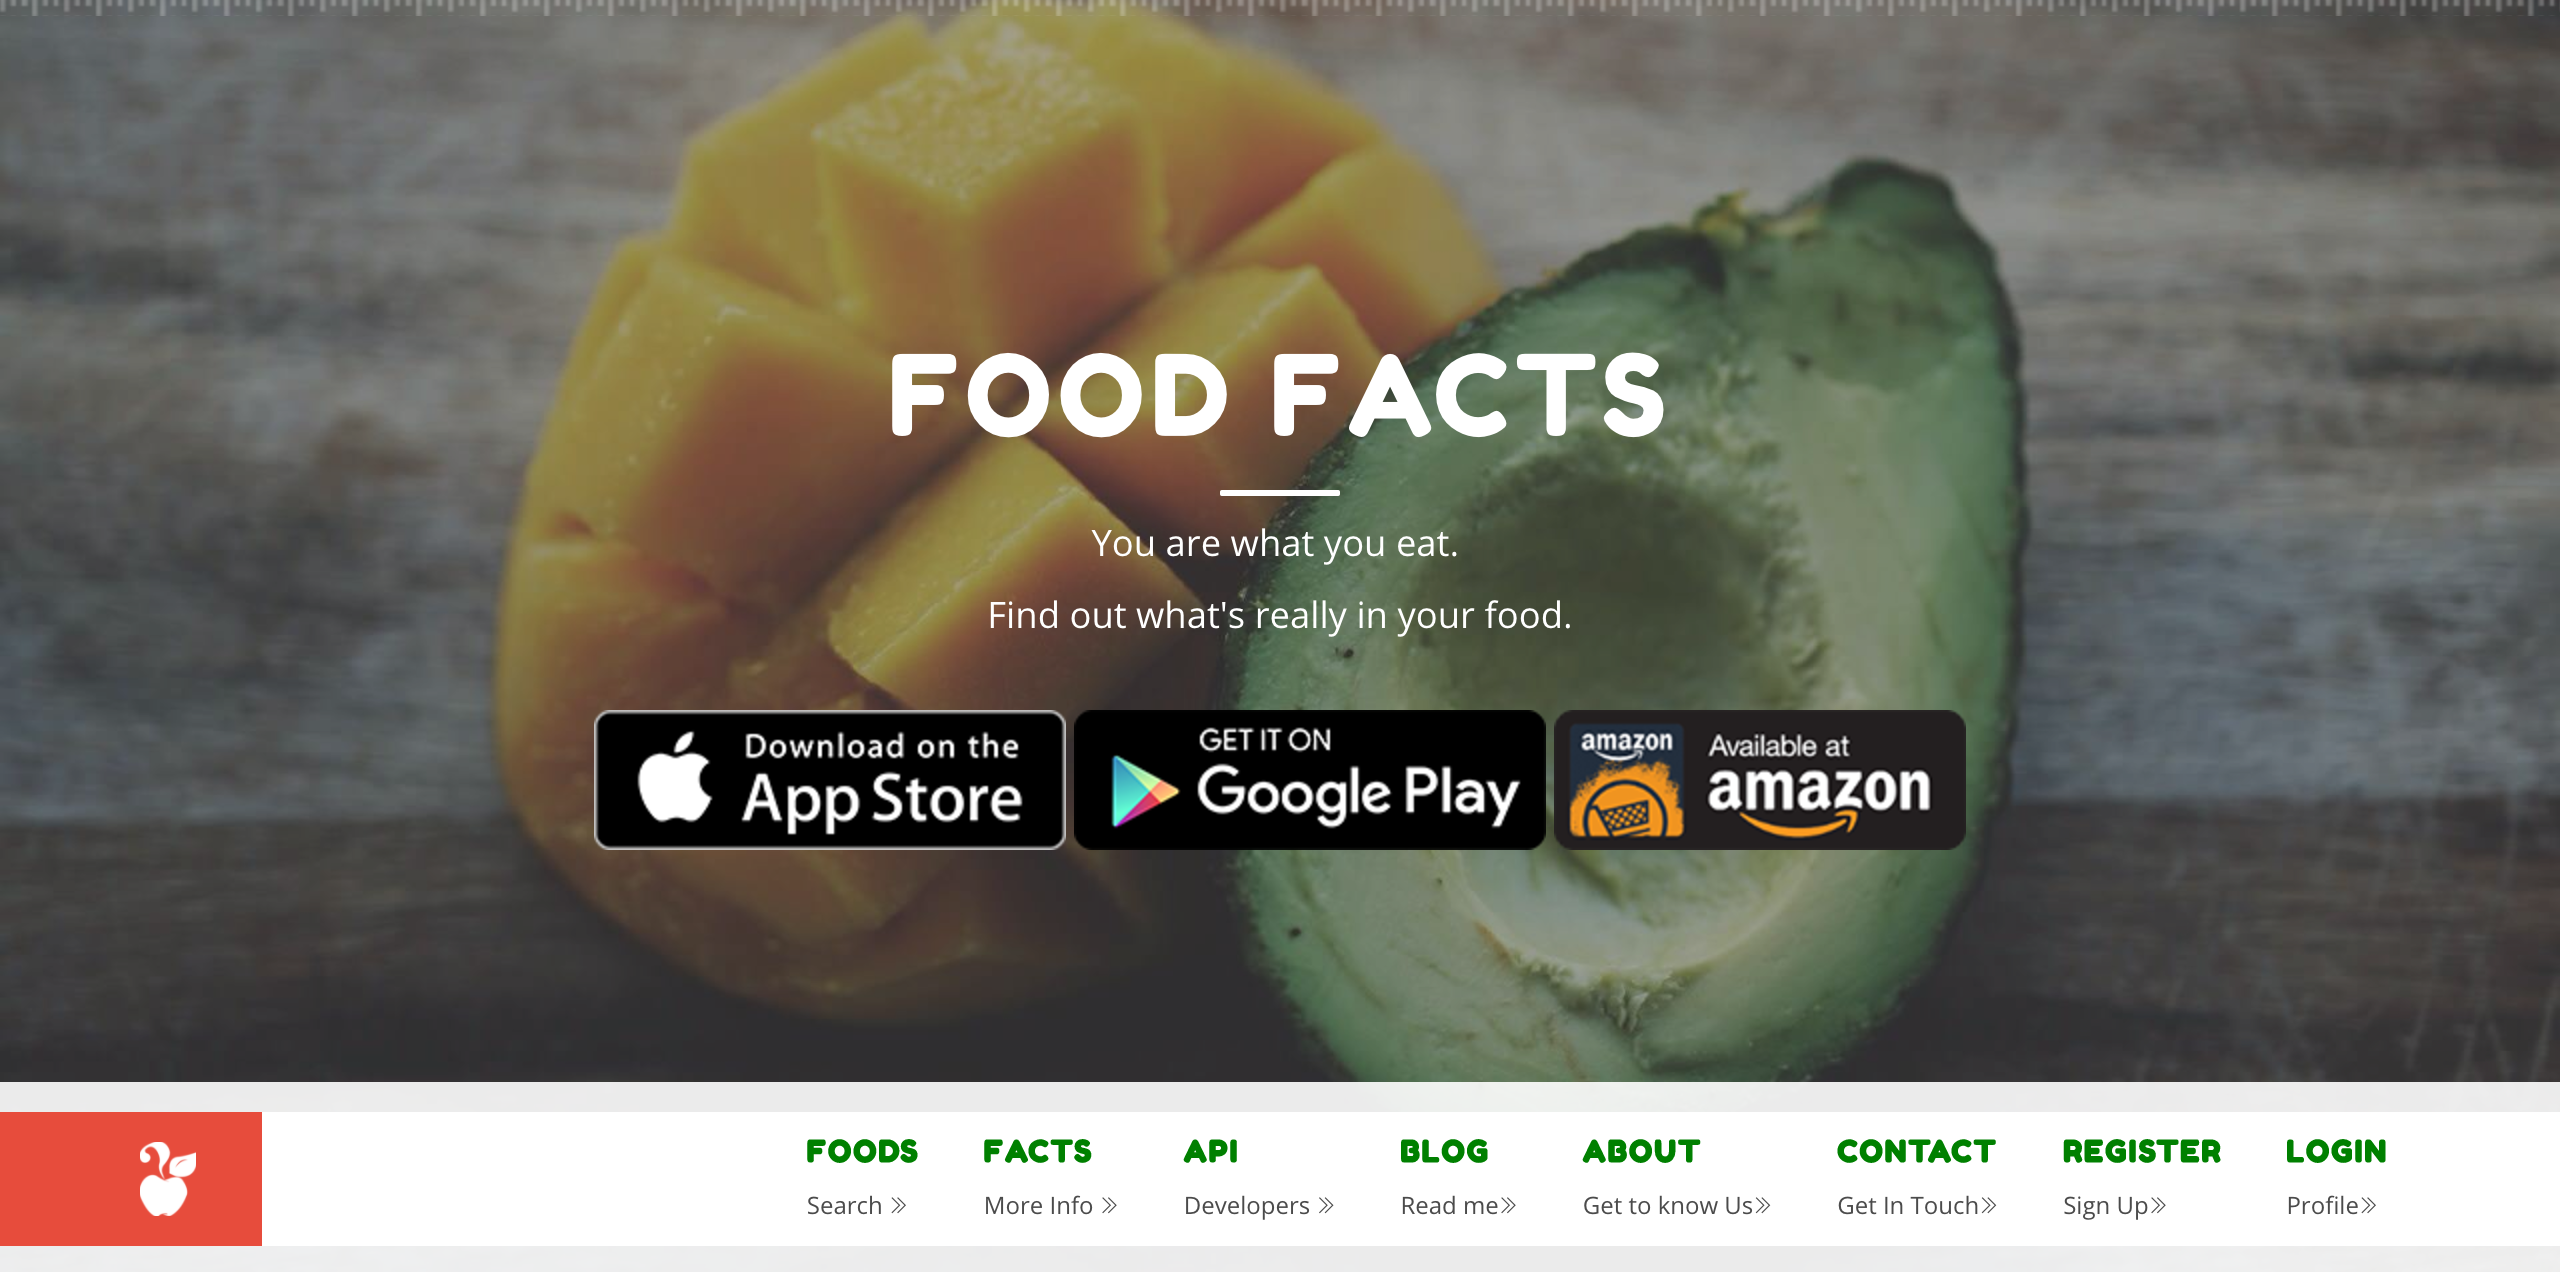 FOOD FACTS
You are what you eat.
Find out what's really in your food.
Download on the
App Store
GET IT ON
Google Play
amazon
Available at
amazon
FOODS
Search »
FACTS
More Info »
API
Developers »
BLOG
Read me»
ABOUT
Get to know Us»
CONTACT
Get In Touch»
REGISTER
Sign Up»
LOGIN
Profile»